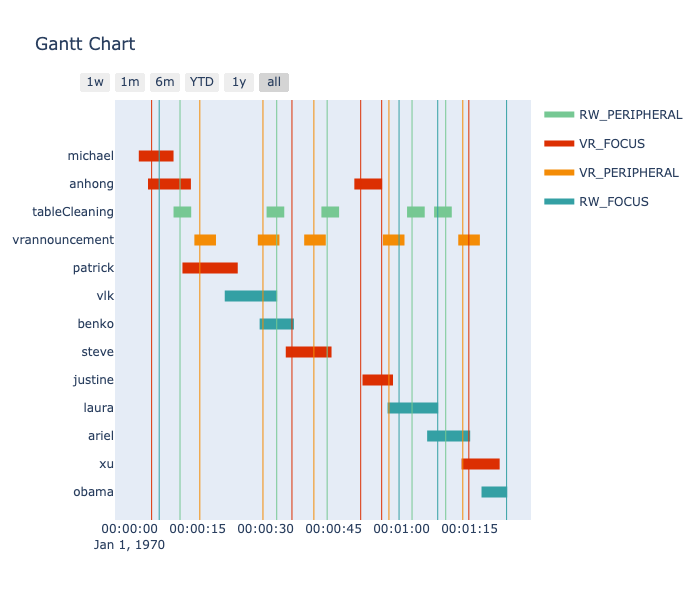 Gantt Chart
1w 1m 6m YTD 1y all
RW_PERIPHERAL
VR_FOCUS
VR_PERIPHERAL
RW_FOCUS
michael
anhong
tableCleaning
vrannouncement
patrick
vlk
benko
steve
justine
laura
ariel
xu
obama
00:00:00 00:00:15 00:00:30 00:00:45 00:01:00 00:01:15
Jan 1, 1970